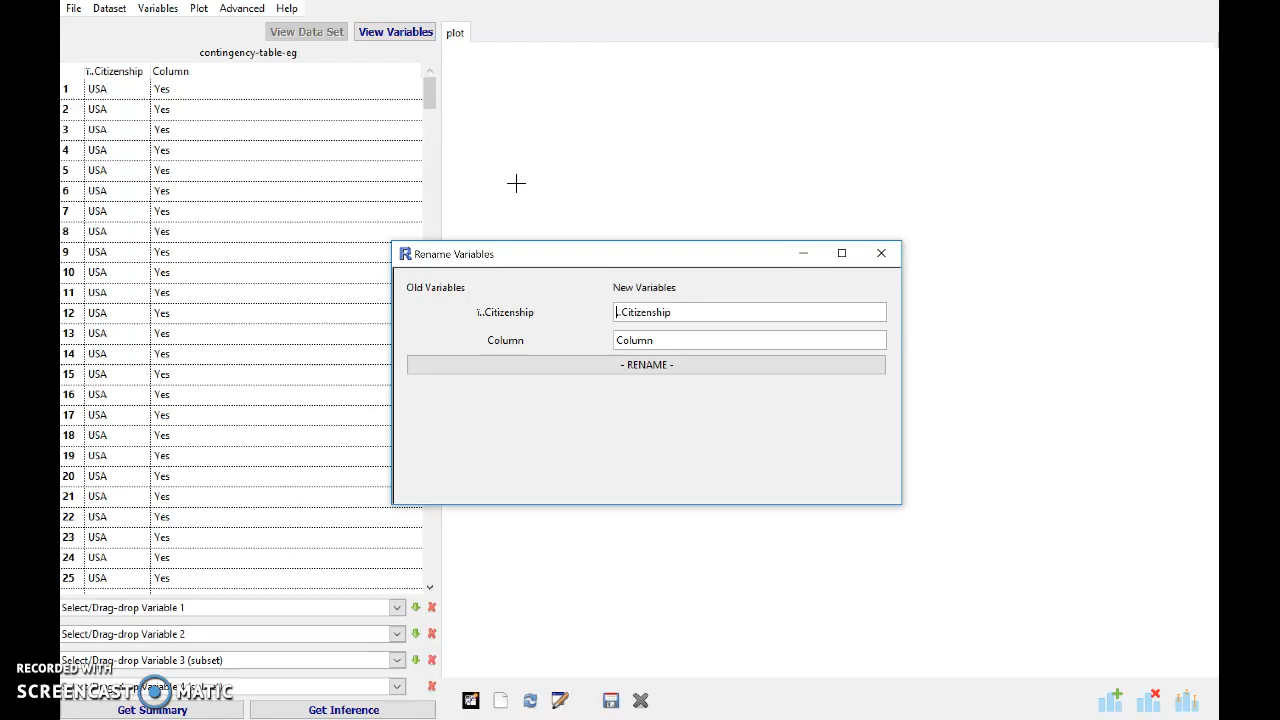 File Dataset Variables Plot Advanced Help
View Data Set View Variables plot
contingency-table-eg
ï..Citizenship Column
1 USA Yes
2 USA Yes
3 USA Yes
4 USA Yes
5 USA Yes
6 USA Yes
7 USA Yes
8 USA Yes
9 USA Yes
10 USA Yes
11 USA Yes
12 USA Yes
13 USA Yes
14 USA Yes
15 USA Yes
16 USA Yes
17 USA Yes
18 USA Yes
19 USA Yes
20 USA Yes
21 USA Yes
22 USA Yes
23 USA Yes
24 USA Yes
25 USA Yes
Rename Variables
Old Variables New Variables
ï..Citizenship ..Citizenship
Column Column
- RENAME -
Select/Drag-drop Variable 1
Select/Drag-drop Variable 2
Select/Drag-drop Variable 3 (subset)
RECORDED WITH
SCREENCAST MATIC
Get Summary Get Inference